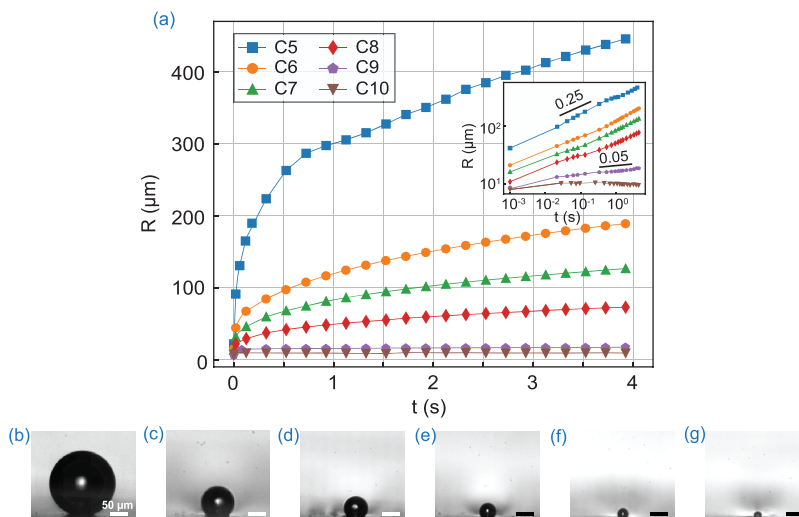 (a)
C5
C6
C7
C8
C9
C10
400
300
200
100
0
R (μm)
0
1
2
3
4
t (s)
0.25
0.05
10²
10¹
R (μm)
10⁻³
10⁻²
10⁻¹
10⁰
t (s)
(b)
(c)
(d)
(e)
(f)
(g)
50 μm